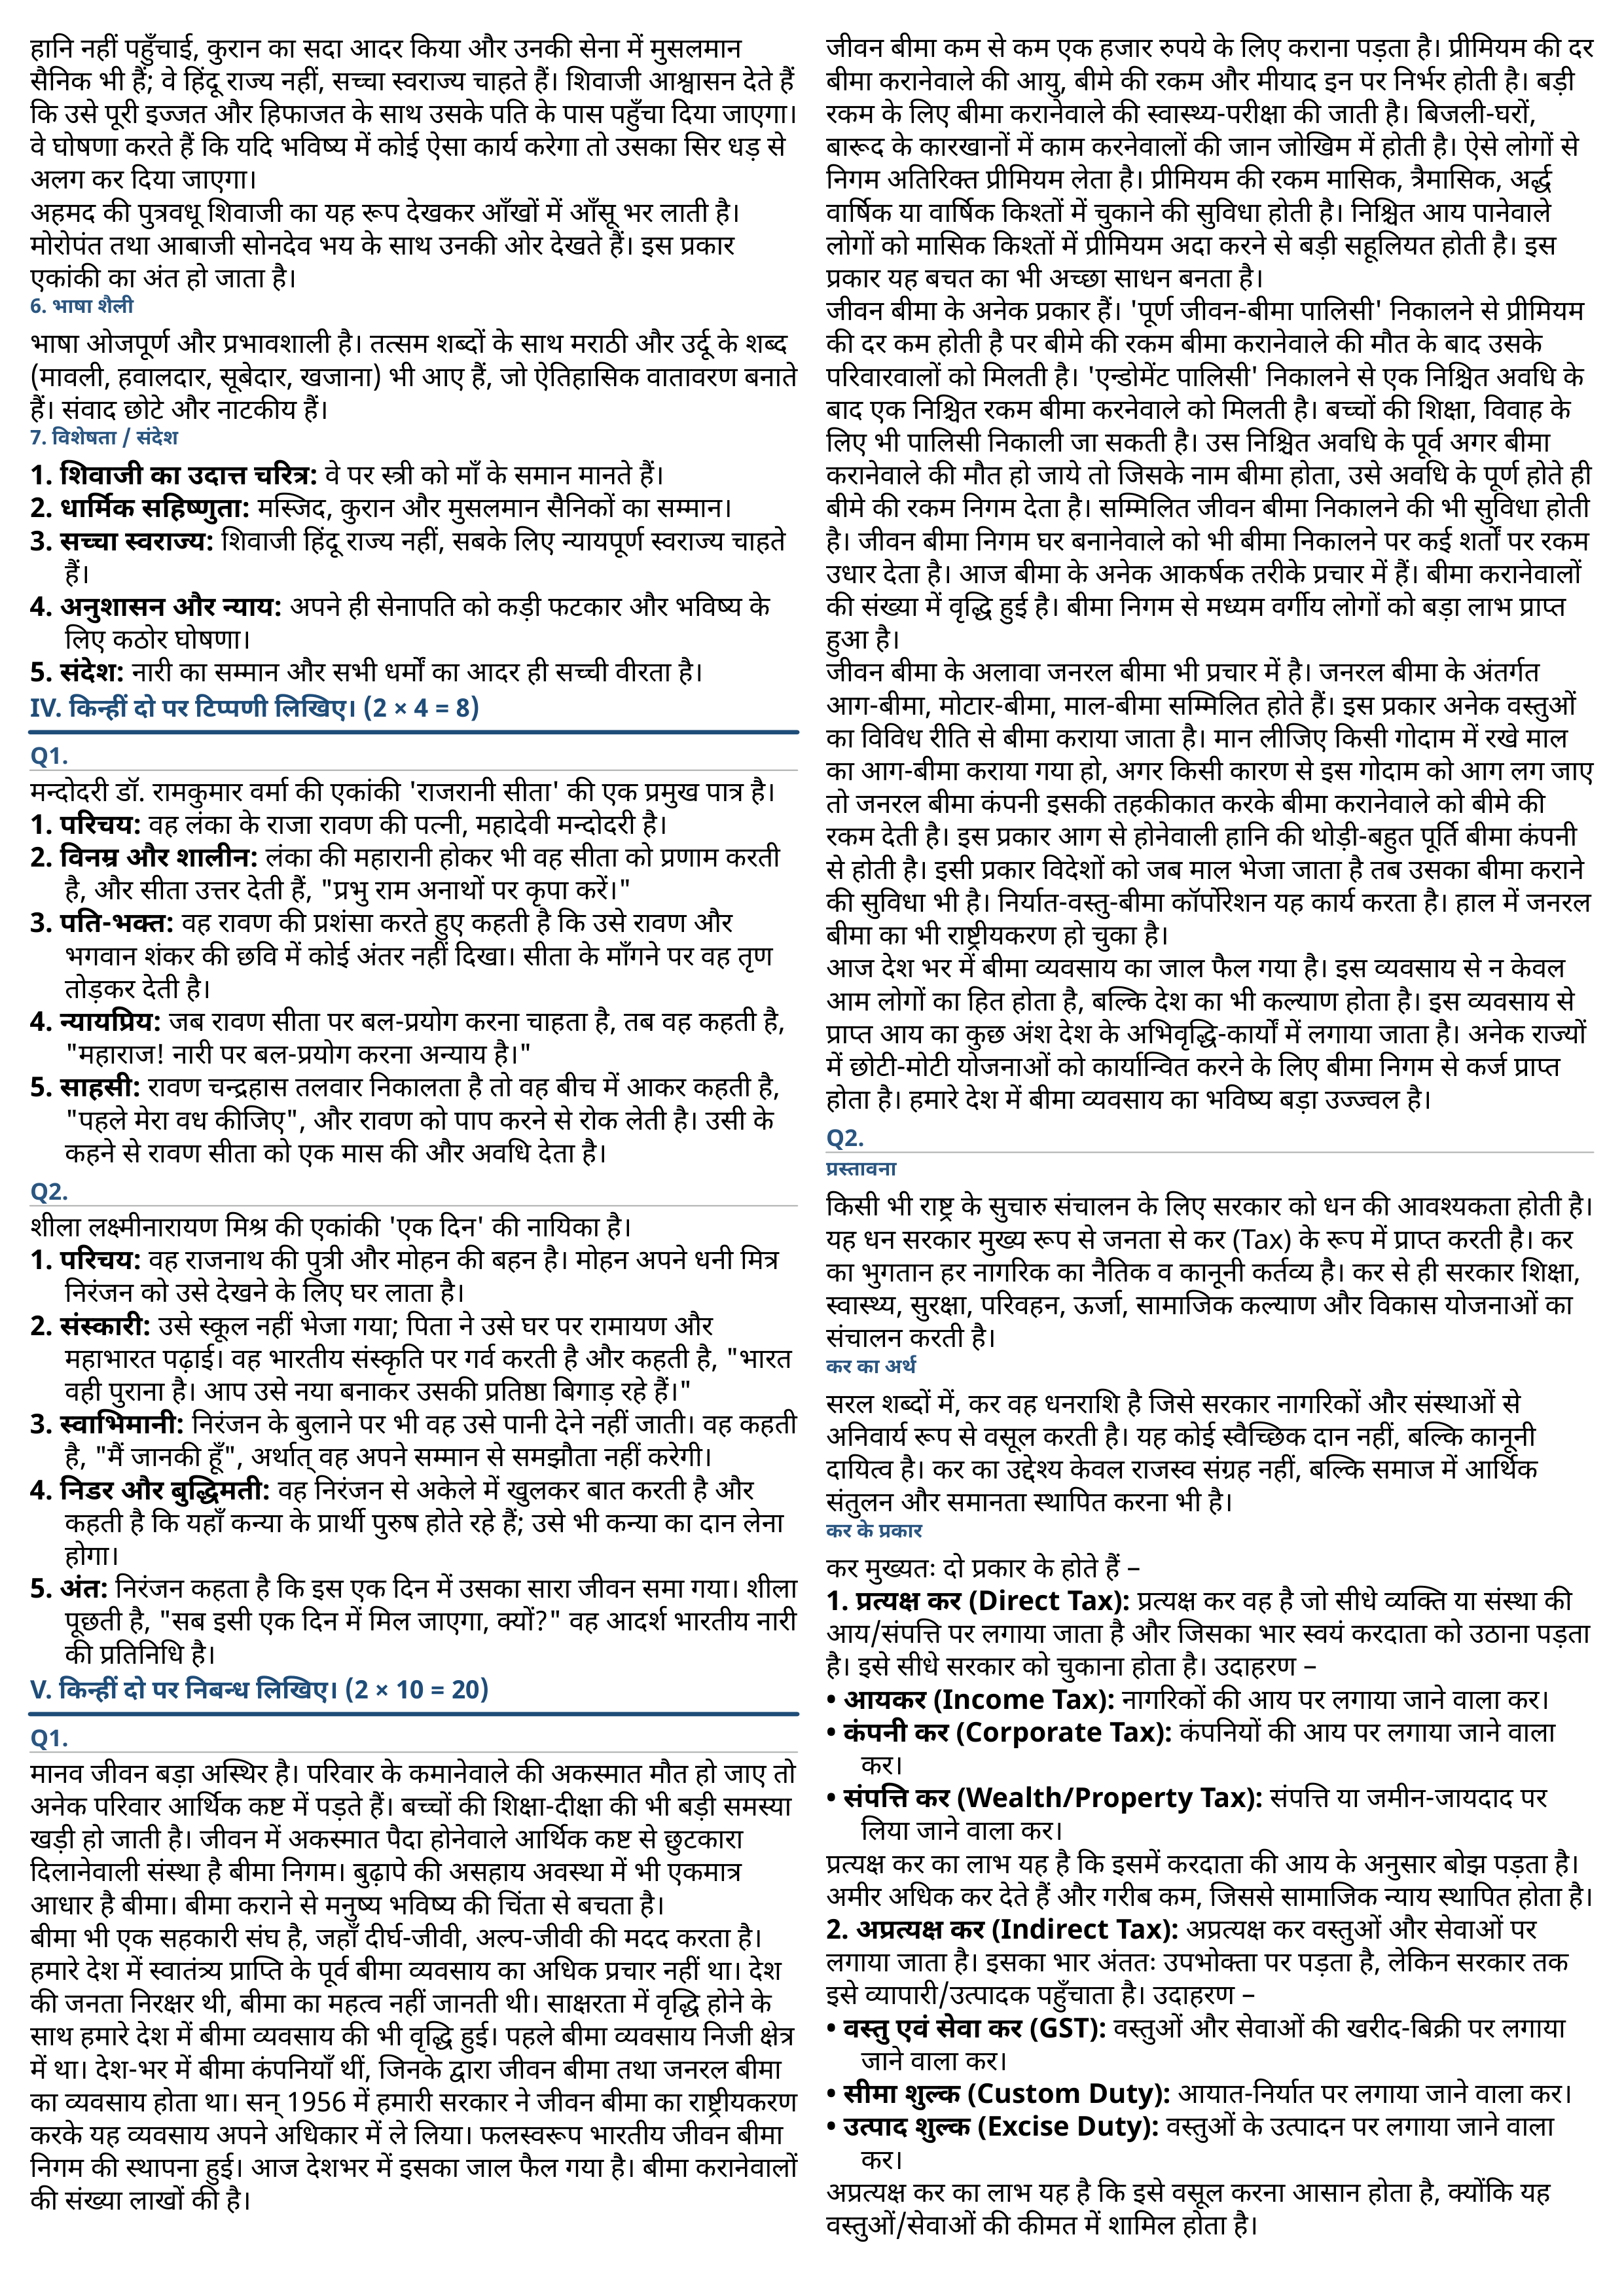 हानि नहीं पहुँचाई, कुरान का सदा आदर किया और उनकी सेना में मुसलमान
सैनिक भी हैं; वे हिंदू राज्य नहीं, सच्चा स्वराज्य चाहते हैं। शिवाजी आश्वासन देते हैं
कि उसे पूरी इज्जत और हिफाजत के साथ उसके पति के पास पहुँचा दिया जाएगा।
वे घोषणा करते हैं कि यदि भविष्य में कोई ऐसा कार्य करेगा तो उसका सिर धड़ से
अलग कर दिया जाएगा।
अहमद की पुत्रवधू शिवाजी का यह रूप देखकर आँखों में आँसू भर लाती है।
मोरोपंत तथा आबाजी सोनदेव भय के साथ उनकी ओर देखते हैं। इस प्रकार
एकांकी का अंत हो जाता है।
6. भाषा शैली
भाषा ओजपूर्ण और प्रभावशाली है। तत्सम शब्दों के साथ मराठी और उर्दू के शब्द
(मावली, हवालदार, सूबेदार, खजाना) भी आए हैं, जो ऐतिहासिक वातावरण बनाते
हैं। संवाद छोटे और नाटकीय हैं।
7. विशेषता / संदेश
1. शिवाजी का उदात्त चरित्र: वे पर स्त्री को माँ के समान मानते हैं।
2. धार्मिक सहिष्णुता: मस्जिद, कुरान और मुसलमान सैनिकों का सम्मान।
3. सच्चा स्वराज्य: शिवाजी हिंदू राज्य नहीं, सबके लिए न्यायपूर्ण स्वराज्य चाहते
हैं।
4. अनुशासन और न्याय: अपने ही सेनापति को कड़ी फटकार और भविष्य के
लिए कठोर घोषणा।
5. संदेश: नारी का सम्मान और सभी धर्मों का आदर ही सच्ची वीरता है।
IV. किन्हीं दो पर टिप्पणी लिखिए। (2 × 4 = 8)
Q1.
मन्दोदरी डॉ. रामकुमार वर्मा की एकांकी 'राजरानी सीता' की एक प्रमुख पात्र है।
1. परिचय: वह लंका के राजा रावण की पत्नी, महादेवी मन्दोदरी है।
2. विनम्र और शालीन: लंका की महारानी होकर भी वह सीता को प्रणाम करती
है, और सीता उत्तर देती हैं, "प्रभु राम अनाथों पर कृपा करें।"
3. पति-भक्त: वह रावण की प्रशंसा करते हुए कहती है कि उसे रावण और
भगवान शंकर की छवि में कोई अंतर नहीं दिखा। सीता के माँगने पर वह तृण
तोड़कर देती है।
4. न्यायप्रिय: जब रावण सीता पर बल-प्रयोग करना चाहता है, तब वह कहती है,
"महाराज! नारी पर बल-प्रयोग करना अन्याय है।"
5. साहसी: रावण चन्द्रहास तलवार निकालता है तो वह बीच में आकर कहती है,
"पहले मेरा वध कीजिए", और रावण को पाप करने से रोक लेती है। उसी के
कहने से रावण सीता को एक मास की और अवधि देता है।
Q2.
शीला लक्ष्मीनारायण मिश्र की एकांकी 'एक दिन' की नायिका है।
1. परिचय: वह राजनाथ की पुत्री और मोहन की बहन है। मोहन अपने धनी मित्र
निरंजन को उसे देखने के लिए घर लाता है।
2. संस्कारी: उसे स्कूल नहीं भेजा गया; पिता ने उसे घर पर रामायण और
महाभारत पढ़ाई। वह भारतीय संस्कृति पर गर्व करती है और कहती है, "भारत
वही पुराना है। आप उसे नया बनाकर उसकी प्रतिष्ठा बिगाड़ रहे हैं।"
3. स्वाभिमानी: निरंजन के बुलाने पर भी वह उसे पानी देने नहीं जाती। वह कहती
है, "मैं जानकी हूँ", अर्थात् वह अपने सम्मान से समझौता नहीं करेगी।
4. निडर और बुद्धिमती: वह निरंजन से अकेले में खुलकर बात करती है और
कहती है कि यहाँ कन्या के प्रार्थी पुरुष होते रहे हैं; उसे भी कन्या का दान लेना
होगा।
5. अंत: निरंजन कहता है कि इस एक दिन में उसका सारा जीवन समा गया। शीला
पूछती है, "सब इसी एक दिन में मिल जाएगा, क्यों?" वह आदर्श भारतीय नारी
की प्रतिनिधि है।
V. किन्हीं दो पर निबन्ध लिखिए। (2 × 10 = 20)
Q1.
मानव जीवन बड़ा अस्थिर है। परिवार के कमानेवाले की अकस्मात मौत हो जाए तो
अनेक परिवार आर्थिक कष्ट में पड़ते हैं। बच्चों की शिक्षा-दीक्षा की भी बड़ी समस्या
खड़ी हो जाती है। जीवन में अकस्मात पैदा होनेवाले आर्थिक कष्ट से छुटकारा
दिलानेवाली संस्था है बीमा निगम। बुढ़ापे की असहाय अवस्था में भी एकमात्र
आधार है बीमा। बीमा कराने से मनुष्य भविष्य की चिंता से बचता है।
बीमा भी एक सहकारी संघ है, जहाँ दीर्घ-जीवी, अल्प-जीवी की मदद करता है।
हमारे देश में स्वातंत्र्य प्राप्ति के पूर्व बीमा व्यवसाय का अधिक प्रचार नहीं था। देश
की जनता निरक्षर थी, बीमा का महत्व नहीं जानती थी। साक्षरता में वृद्धि होने के
साथ हमारे देश में बीमा व्यवसाय की भी वृद्धि हुई। पहले बीमा व्यवसाय निजी क्षेत्र
में था। देश-भर में बीमा कंपनियाँ थीं, जिनके द्वारा जीवन बीमा तथा जनरल बीमा
का व्यवसाय होता था। सन् 1956 में हमारी सरकार ने जीवन बीमा का राष्ट्रीयकरण
करके यह व्यवसाय अपने अधिकार में ले लिया। फलस्वरूप भारतीय जीवन बीमा
निगम की स्थापना हुई। आज देशभर में इसका जाल फैल गया है। बीमा करानेवालों
की संख्या लाखों की है।
जीवन बीमा कम से कम एक हजार रुपये के लिए कराना पड़ता है। प्रीमियम की दर
बीमा करानेवाले की आयु, बीमे की रकम और मीयाद इन पर निर्भर होती है। बड़ी
रकम के लिए बीमा करानेवाले की स्वास्थ्य-परीक्षा की जाती है। बिजली-घरों,
बारूद के कारखानों में काम करनेवालों की जान जोखिम में होती है। ऐसे लोगों से
निगम अतिरिक्त प्रीमियम लेता है। प्रीमियम की रकम मासिक, त्रैमासिक, अर्द्ध
वार्षिक या वार्षिक किश्तों में चुकाने की सुविधा होती है। निश्चित आय पानेवाले
लोगों को मासिक किश्तों में प्रीमियम अदा करने से बड़ी सहूलियत होती है। इस
प्रकार यह बचत का भी अच्छा साधन बनता है।
जीवन बीमा के अनेक प्रकार हैं। 'पूर्ण जीवन-बीमा पालिसी' निकालने से प्रीमियम
की दर कम होती है पर बीमे की रकम बीमा करानेवाले की मौत के बाद उसके
परिवारवालों को मिलती है। 'एन्डोमेंट पालिसी' निकालने से एक निश्चित अवधि के
बाद एक निश्चित रकम बीमा करनेवाले को मिलती है। बच्चों की शिक्षा, विवाह के
लिए भी पालिसी निकाली जा सकती है। उस निश्चित अवधि के पूर्व अगर बीमा
करानेवाले की मौत हो जाये तो जिसके नाम बीमा होता, उसे अवधि के पूर्ण होते ही
बीमे की रकम निगम देता है। सम्मिलित जीवन बीमा निकालने की भी सुविधा होती
है। जीवन बीमा निगम घर बनानेवाले को भी बीमा निकालने पर कई शर्तों पर रकम
उधार देता है। आज बीमा के अनेक आकर्षक तरीके प्रचार में हैं। बीमा करानेवालों
की संख्या में वृद्धि हुई है। बीमा निगम से मध्यम वर्गीय लोगों को बड़ा लाभ प्राप्त
हुआ है।
जीवन बीमा के अलावा जनरल बीमा भी प्रचार में है। जनरल बीमा के अंतर्गत
आग-बीमा, मोटार-बीमा, माल-बीमा सम्मिलित होते हैं। इस प्रकार अनेक वस्तुओं
का विविध रीति से बीमा कराया जाता है। मान लीजिए किसी गोदाम में रखे माल
का आग-बीमा कराया गया हो, अगर किसी कारण से इस गोदाम को आग लग जाए
तो जनरल बीमा कंपनी इसकी तहकीकात करके बीमा करानेवाले को बीमे की
रकम देती है। इस प्रकार आग से होनेवाली हानि की थोड़ी-बहुत पूर्ति बीमा कंपनी
से होती है। इसी प्रकार विदेशों को जब माल भेजा जाता है तब उसका बीमा कराने
की सुविधा भी है। निर्यात-वस्तु-बीमा कॉर्पोरेशन यह कार्य करता है। हाल में जनरल
बीमा का भी राष्ट्रीयकरण हो चुका है।
आज देश भर में बीमा व्यवसाय का जाल फैल गया है। इस व्यवसाय से न केवल
आम लोगों का हित होता है, बल्कि देश का भी कल्याण होता है। इस व्यवसाय से
प्राप्त आय का कुछ अंश देश के अभिवृद्धि-कार्यों में लगाया जाता है। अनेक राज्यों
में छोटी-मोटी योजनाओं को कार्यान्वित करने के लिए बीमा निगम से कर्ज प्राप्त
होता है। हमारे देश में बीमा व्यवसाय का भविष्य बड़ा उज्ज्वल है।
Q2.
प्रस्तावना
किसी भी राष्ट्र के सुचारु संचालन के लिए सरकार को धन की आवश्यकता होती है।
यह धन सरकार मुख्य रूप से जनता से कर (Tax) के रूप में प्राप्त करती है। कर
का भुगतान हर नागरिक का नैतिक व कानूनी कर्तव्य है। कर से ही सरकार शिक्षा,
स्वास्थ्य, सुरक्षा, परिवहन, ऊर्जा, सामाजिक कल्याण और विकास योजनाओं का
संचालन करती है।
कर का अर्थ
सरल शब्दों में, कर वह धनराशि है जिसे सरकार नागरिकों और संस्थाओं से
अनिवार्य रूप से वसूल करती है। यह कोई स्वैच्छिक दान नहीं, बल्कि कानूनी
दायित्व है। कर का उद्देश्य केवल राजस्व संग्रह नहीं, बल्कि समाज में आर्थिक
संतुलन और समानता स्थापित करना भी है।
कर के प्रकार
कर मुख्यतः दो प्रकार के होते हैं –
1. प्रत्यक्ष कर (Direct Tax): प्रत्यक्ष कर वह है जो सीधे व्यक्ति या संस्था की
आय/संपत्ति पर लगाया जाता है और जिसका भार स्वयं करदाता को उठाना पड़ता
है। इसे सीधे सरकार को चुकाना होता है। उदाहरण –
• आयकर (Income Tax): नागरिकों की आय पर लगाया जाने वाला कर।
• कंपनी कर (Corporate Tax): कंपनियों की आय पर लगाया जाने वाला
कर।
• संपत्ति कर (Wealth/Property Tax): संपत्ति या जमीन-जायदाद पर
लिया जाने वाला कर।
प्रत्यक्ष कर का लाभ यह है कि इसमें करदाता की आय के अनुसार बोझ पड़ता है।
अमीर अधिक कर देते हैं और गरीब कम, जिससे सामाजिक न्याय स्थापित होता है।
2. अप्रत्यक्ष कर (Indirect Tax): अप्रत्यक्ष कर वस्तुओं और सेवाओं पर
लगाया जाता है। इसका भार अंततः उपभोक्ता पर पड़ता है, लेकिन सरकार तक
इसे व्यापारी/उत्पादक पहुँचाता है। उदाहरण –
• वस्तु एवं सेवा कर (GST): वस्तुओं और सेवाओं की खरीद-बिक्री पर लगाया
जाने वाला कर।
• सीमा शुल्क (Custom Duty): आयात-निर्यात पर लगाया जाने वाला कर।
• उत्पाद शुल्क (Excise Duty): वस्तुओं के उत्पादन पर लगाया जाने वाला
कर।
अप्रत्यक्ष कर का लाभ यह है कि इसे वसूल करना आसान होता है, क्योंकि यह
वस्तुओं/सेवाओं की कीमत में शामिल होता है।